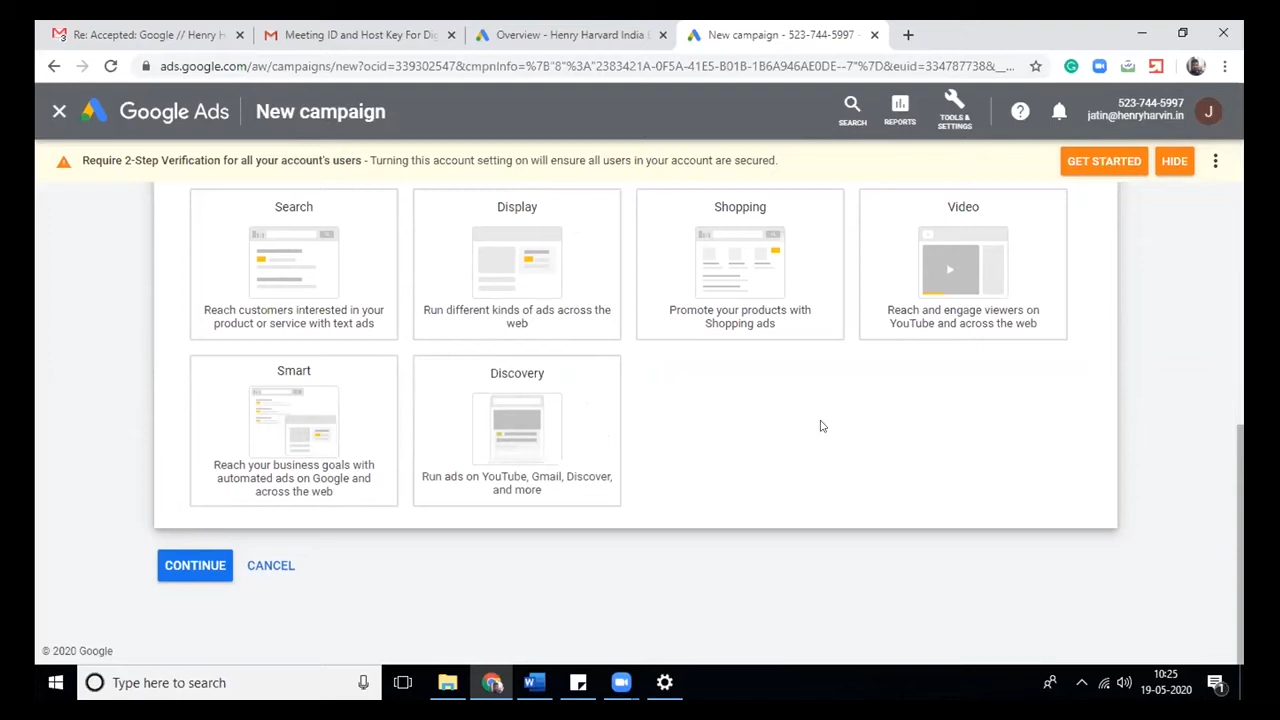 Re: Accepted: Google // Henry H
Meeting ID and Host Key For Dig
Overview - Henry Harvard India E
New campaign - 523-744-5997 -
ads.google.com/aw/campaigns/new?ocid=339302547&cmpnInfo=%7B"8"%3A"2383421A-0F5A-41E5-B01B-1B6A946AE0DE--7"%7D&euid=334787738&__...
Google Ads
New campaign
SEARCH
REPORTS
TOOLS &
SETTINGS
523-744-5997
jatin@henryharvin.in
J
Require 2-Step Verification for all your account's users - Turning this account setting on will ensure all users in your account are secured.
GET STARTED
HIDE
Search
Reach customers interested in your
product or service with text ads
Display
Run different kinds of ads across the
web
Shopping
Promote your products with
Shopping ads
Video
Reach and engage viewers on
YouTube and across the web
Smart
Reach your business goals with
automated ads on Google and
across the web
Discovery
Run ads on YouTube, Gmail, Discover,
and more
CONTINUE
CANCEL
© 2020 Google
Type here to search
10:25
19-05-2020
1